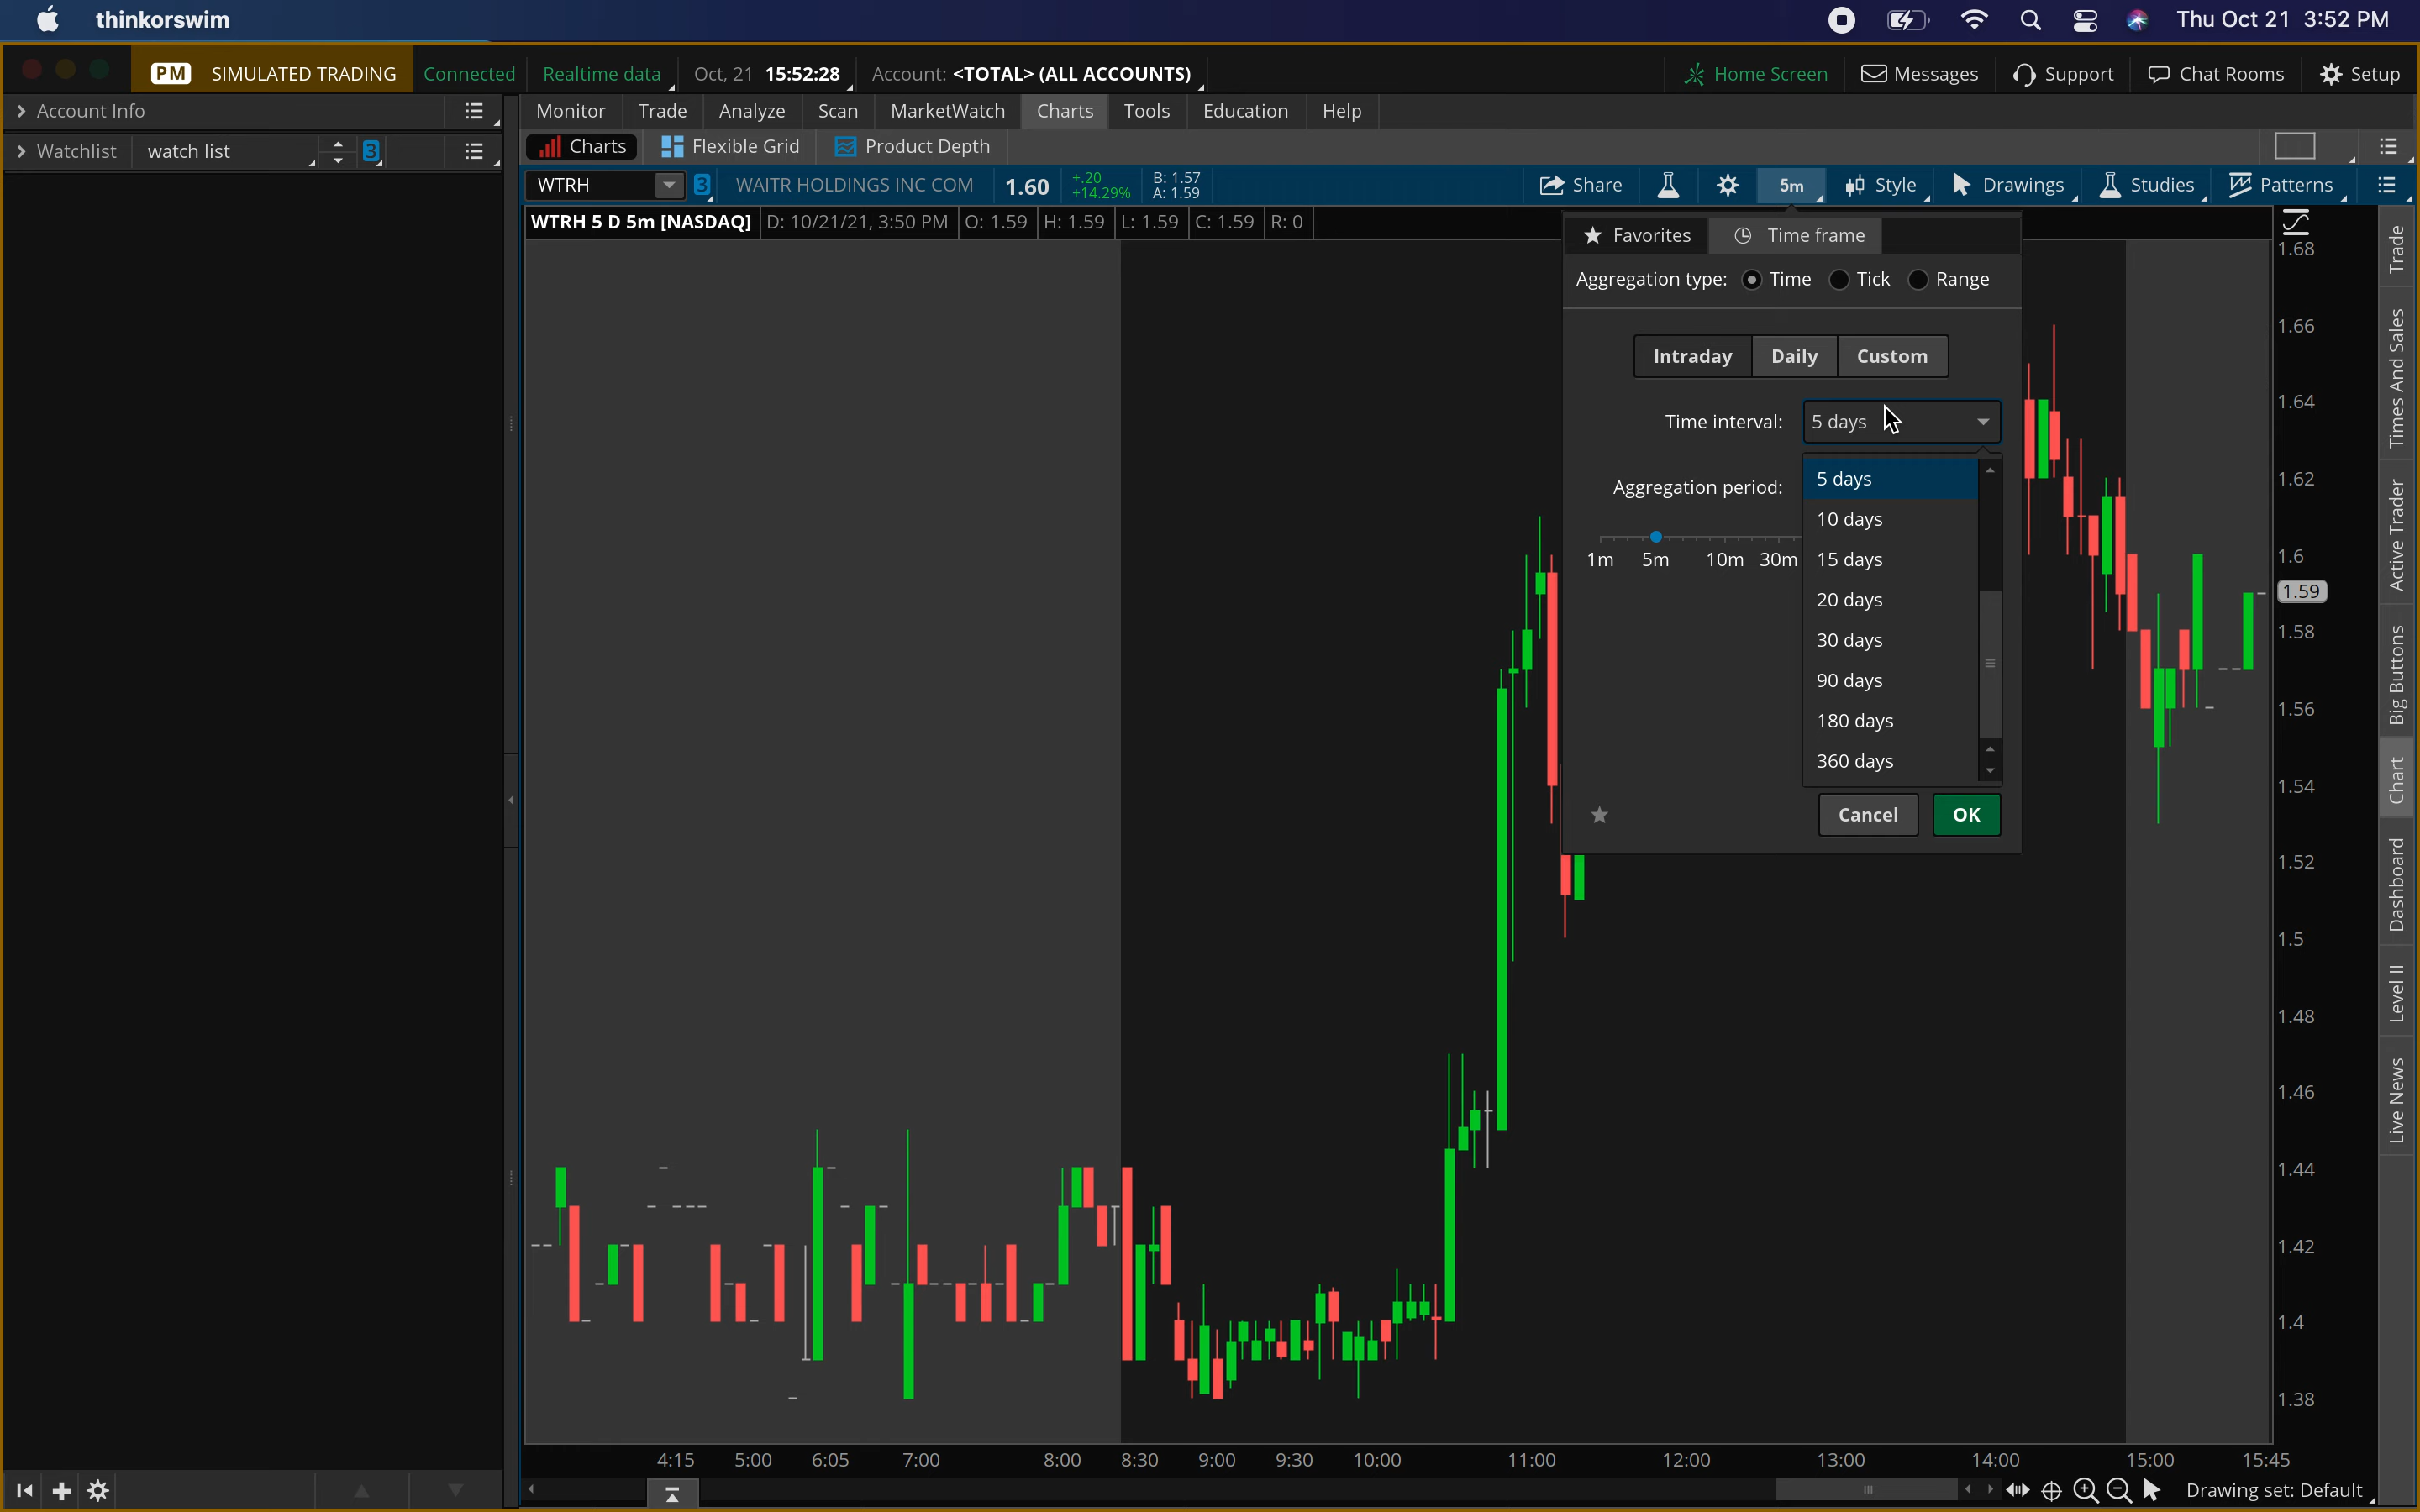 thinkorswim
Thu Oct 21 3:52 PM
PM SIMULATED TRADING Connected Realtime data Oct, 21 15:52:28 Account: <TOTAL> (ALL ACCOUNTS) Home Screen Messages Support Chat Rooms Setup
Account Info
Monitor Trade Analyze Scan MarketWatch Charts Tools Education Help
Watchlist watch list 3
Charts Flexible Grid Product Depth
WTRH 3 WAITR HOLDINGS INC COM 1.60 +.20 +14.29% B: 1.57 A: 1.59 Share 5m Style Drawings Studies Patterns
WTRH 5 D 5m [NASDAQ] D: 10/21/21, 3:50 PM O: 1.59 H: 1.59 L: 1.59 C: 1.59 R: 0
Favorites Time frame
Aggregation type: Time Tick Range
Intraday Daily Custom
Time interval: 5 days
Aggregation period:
1m 5m 10m 30m
5 days
10 days
15 days
20 days
30 days
90 days
180 days
360 days
Cancel OK
1.68
1.66
1.64
1.62
1.6
1.59
1.58
1.56
1.54
1.52
1.5
1.48
1.46
1.44
1.42
1.4
1.38
Trade
Times And Sales
Active Trader
Big Buttons
Chart
Dashboard
Level II
Live News
4:15 5:00 6:05 7:00 8:00 8:30 9:00 9:30 10:00 11:00 12:00 13:00 14:00 15:00 15:45
Drawing set: Default